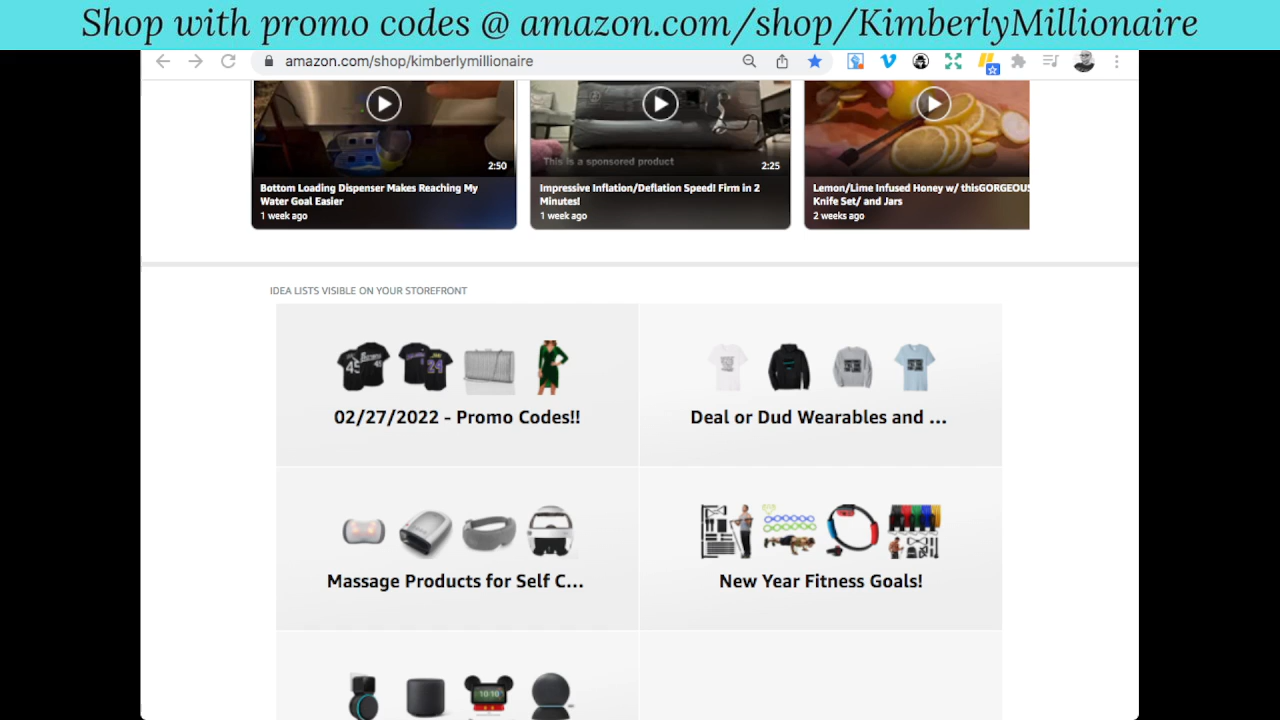 Shop with promo codes @ amazon.com/shop/KimberlyMillionaire
amazon.com/shop/kimberlymillionaire
2:50
This is a sponsored product
2:25
Bottom Loading Dispenser Makes Reaching My
Water Goal Easier
1 week ago
Impressive Inflation/Deflation Speed! Firm in 2
Minutes!
1 week ago
Lemon/Lime Infused Honey w/ thisGORGEOUS
Knife Set/ and Jars
2 weeks ago
IDEA LISTS VISIBLE ON YOUR STOREFRONT
45
24
02/27/2022 - Promo Codes!!
Deal or Dud Wearables and ...
Massage Products for Self C...
New Year Fitness Goals!
10:10